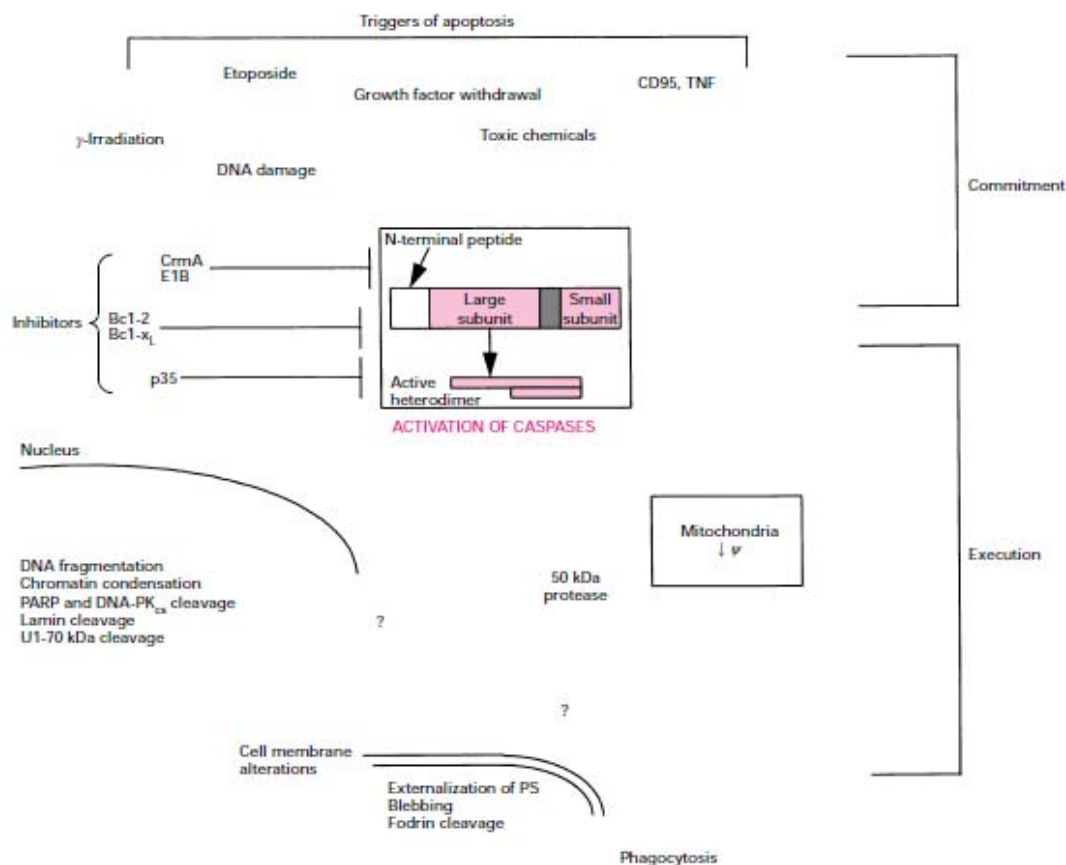 Triggers of apoptosis
Etoposide
CD95, TNF
Growth factor withdrawal
γ-Irradiation
Toxic chemicals
DNA damage
Commitment
N-terminal peptide
CrmA
E1B
Large
subunit
Small
subunit
Inhibitors
Bc1-2
Bc1-xL
p35
Active
heterodimer
ACTIVATION OF CASPASES
Nucleus
Mitochondria
↓ ψ
Execution
DNA fragmentation
Chromatin condensation
PARP and DNA-PKcs cleavage
Lamin cleavage
U1-70 kDa cleavage
50 kDa
protease
?
?
Cell membrane
alterations
Externalization of PS
Blebbing
Fodrin cleavage
Phagocytosis